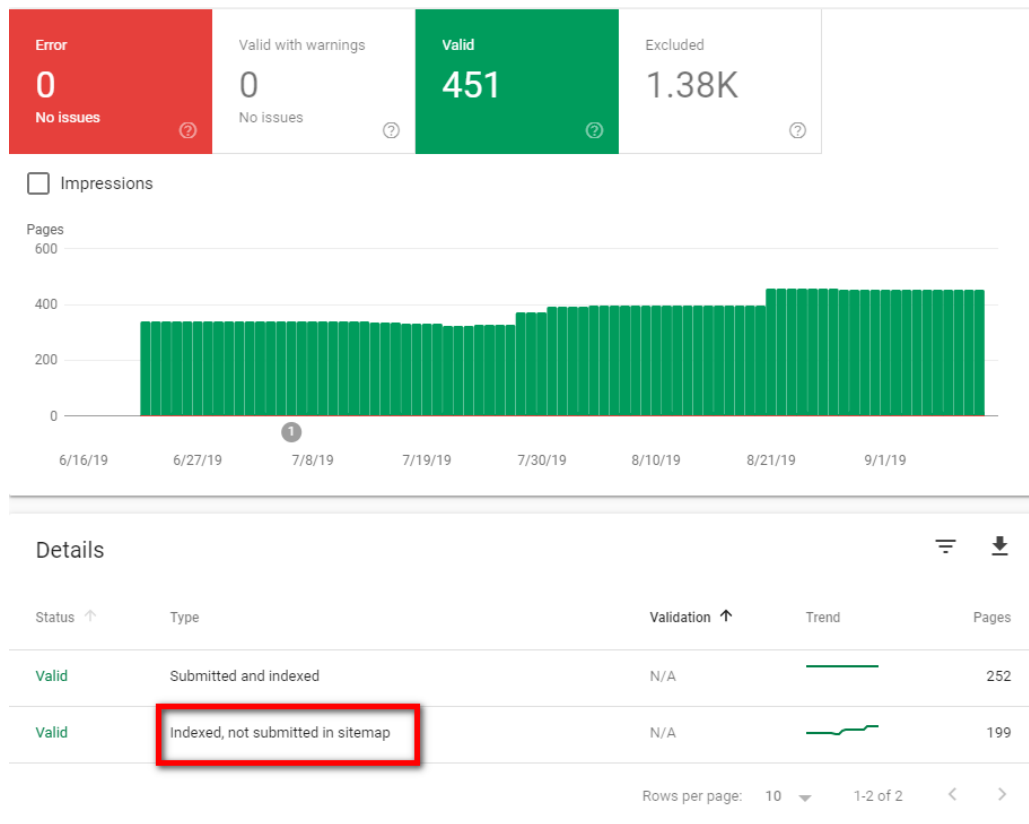 Error
0
No issues
Valid with warnings
0
No issues
Valid
451
Excluded
1.38K
Impressions
Pages
600
400
200
0
1
6/16/19 6/27/19 7/8/19 7/19/19 7/30/19 8/10/19 8/21/19 9/1/19
Details
Status Type Validation Trend Pages
Valid Submitted and indexed N/A 252
Valid Indexed, not submitted in sitemap N/A 199
Rows per page: 10 1-2 of 2